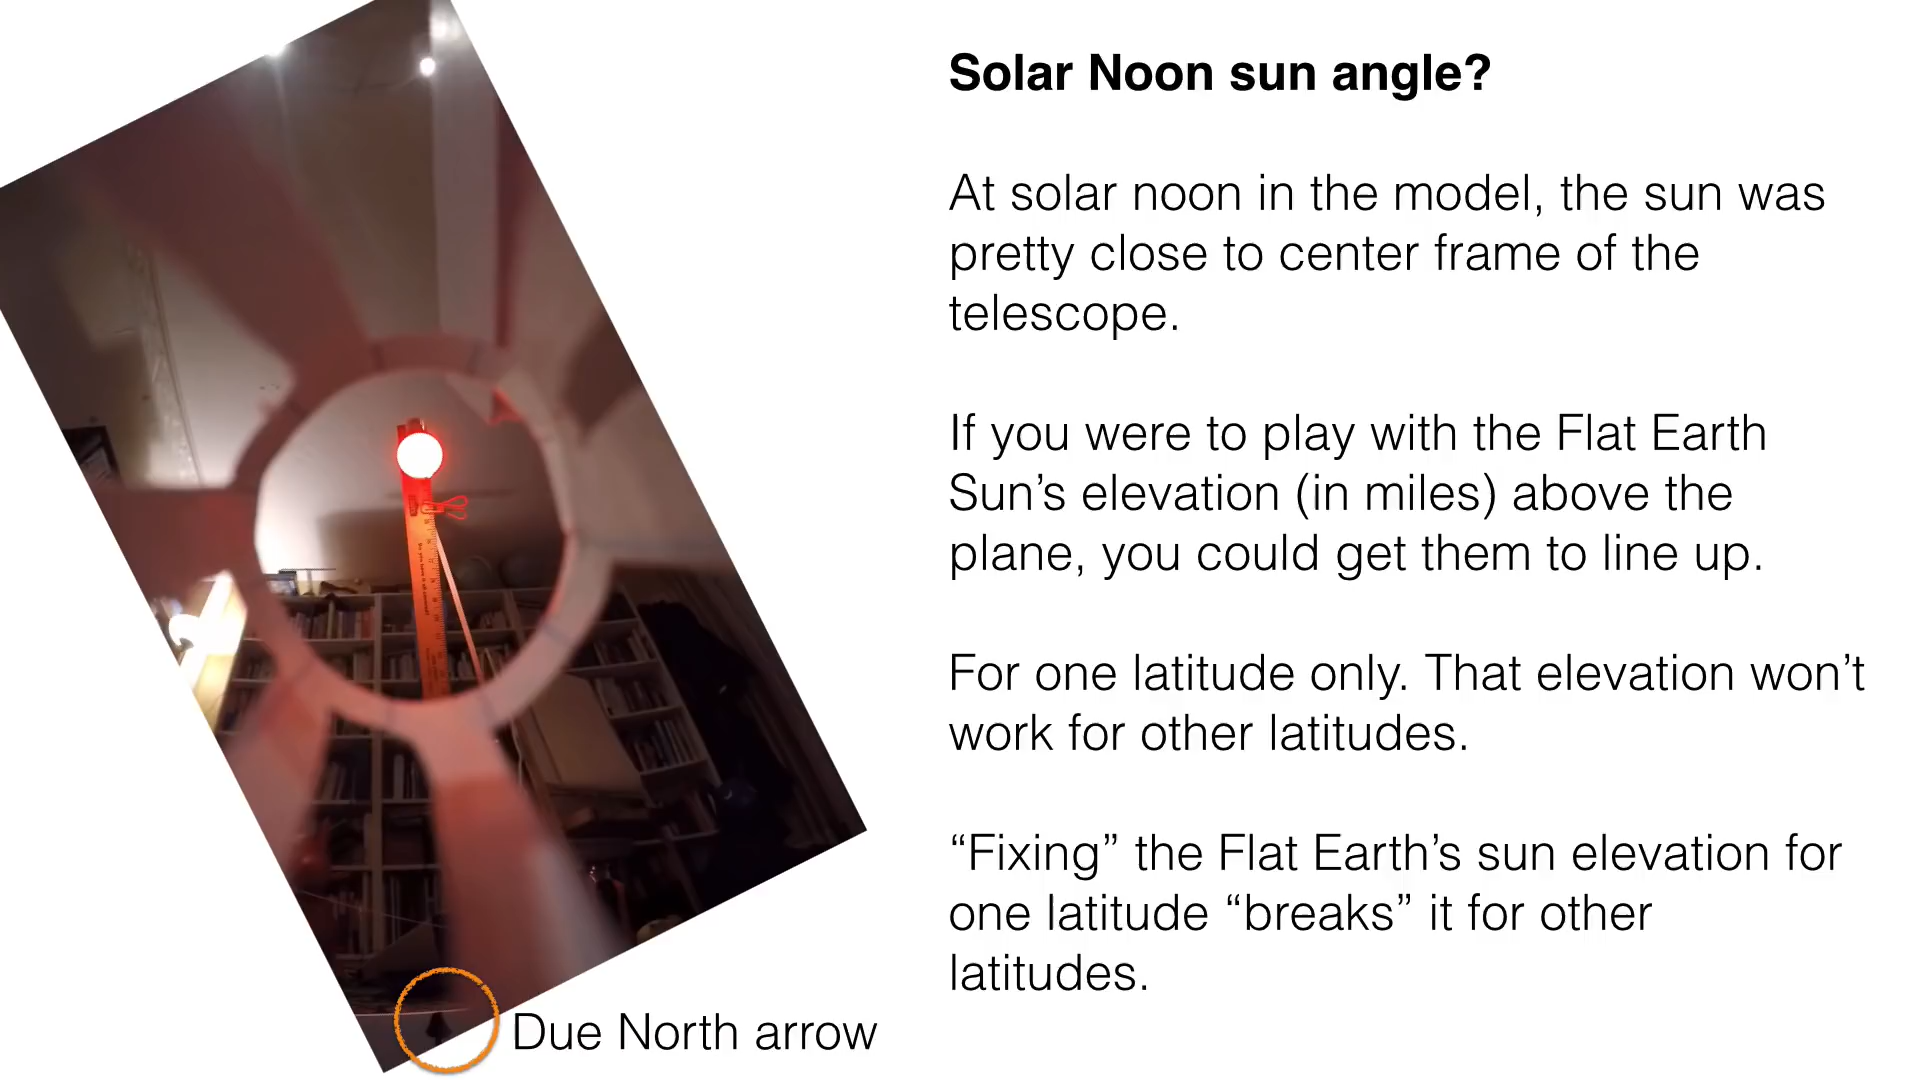 Solar Noon sun angle?
At solar noon in the model, the sun was
pretty close to center frame of the
telescope.
If you were to play with the Flat Earth
Sun’s elevation (in miles) above the
plane, you could get them to line up.
For one latitude only. That elevation won’t
work for other latitudes.
“Fixing” the Flat Earth’s sun elevation for
one latitude “breaks” it for other
latitudes.
Due North arrow